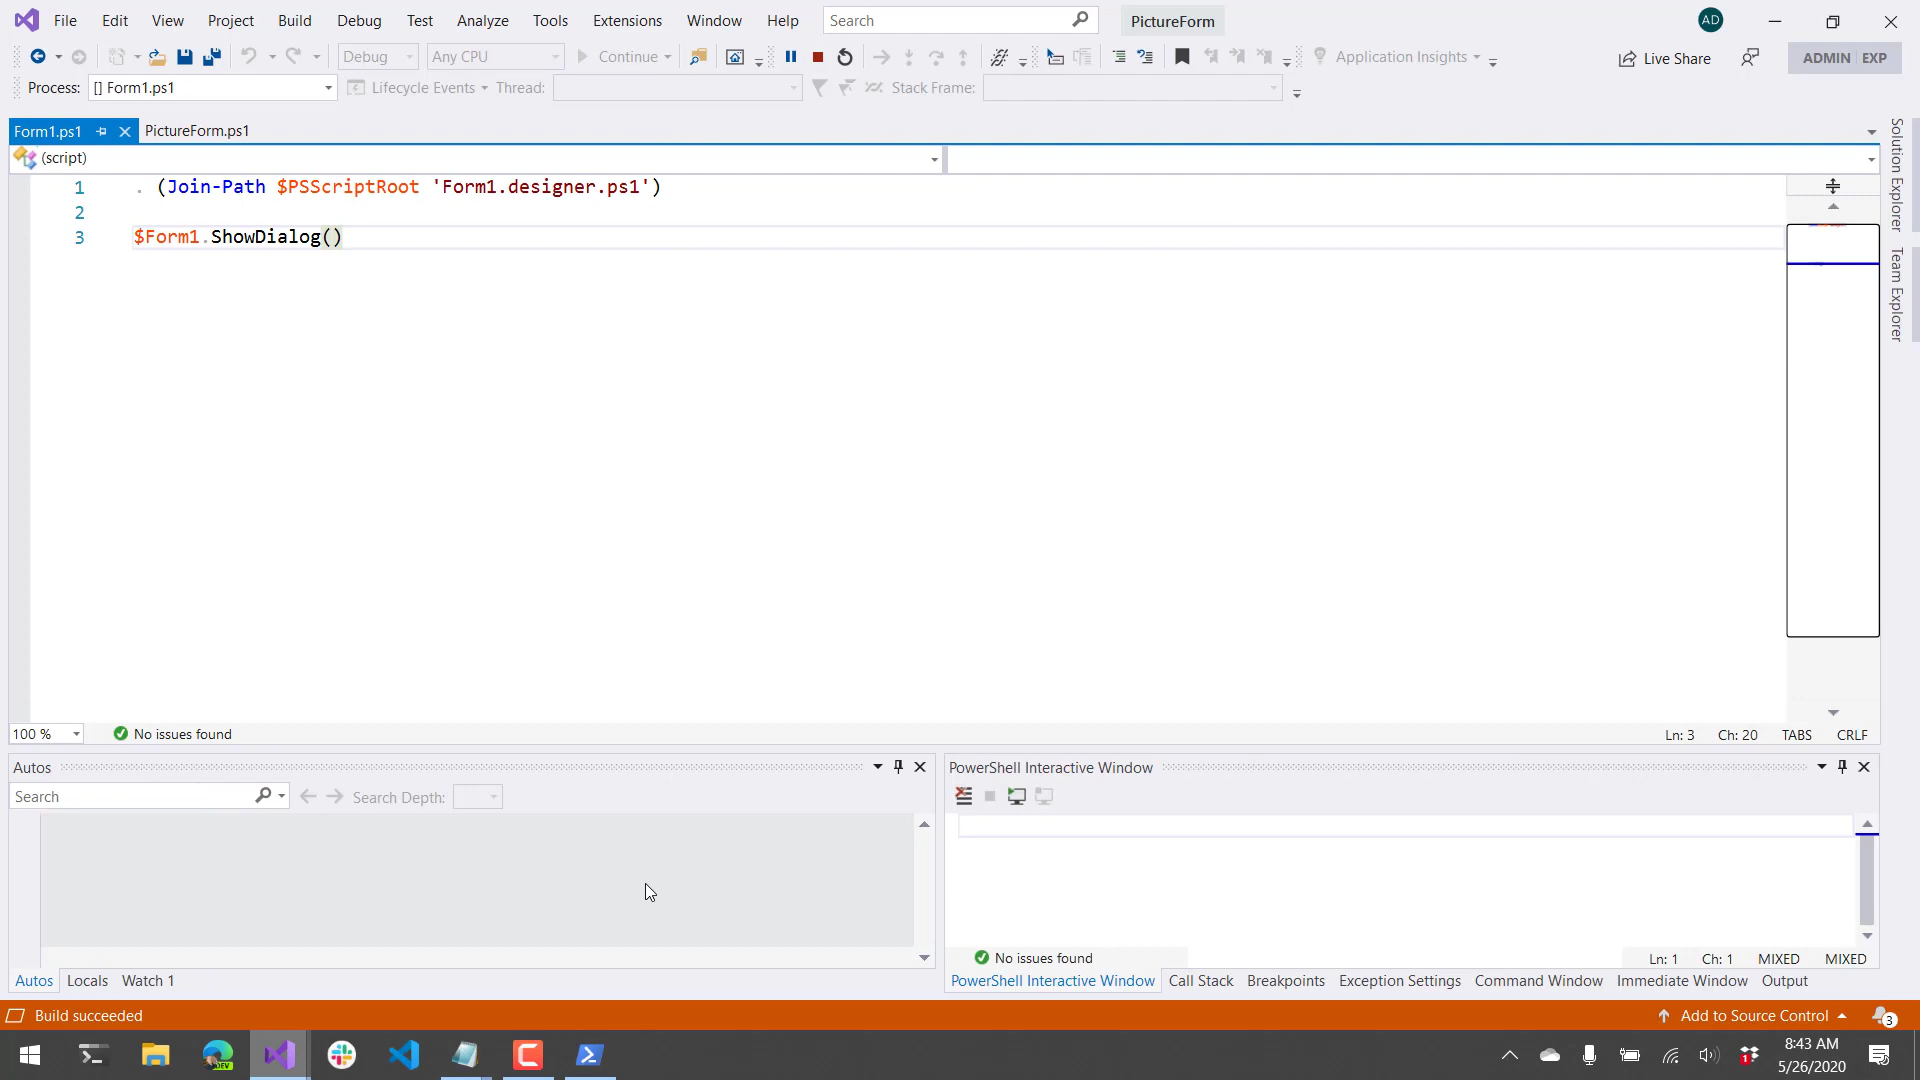 File Edit View Project Build Debug Test Analyze Tools Extensions Window Help Search PictureForm AD
Debug Any CPU Continue Application Insights Live Share ADMIN EXP
Process: [] Form1.ps1 Lifecycle Events Thread: Stack Frame:
Form1.ps1 PictureForm.ps1
(script)
1 . (Join-Path $PSScriptRoot 'Form1.designer.ps1')
2
3 $Form1.ShowDialog()
Solution Explorer
Team Explorer
100 % No issues found Ln: 3 Ch: 20 TABS CRLF
Autos
Search Search Depth:
Autos Locals Watch 1
PowerShell Interactive Window
No issues found Ln: 1 Ch: 1 MIXED MIXED
PowerShell Interactive Window Call Stack Breakpoints Exception Settings Command Window Immediate Window Output
Build succeeded Add to Source Control 3
DEV 1 8:43 AM
5/26/2020